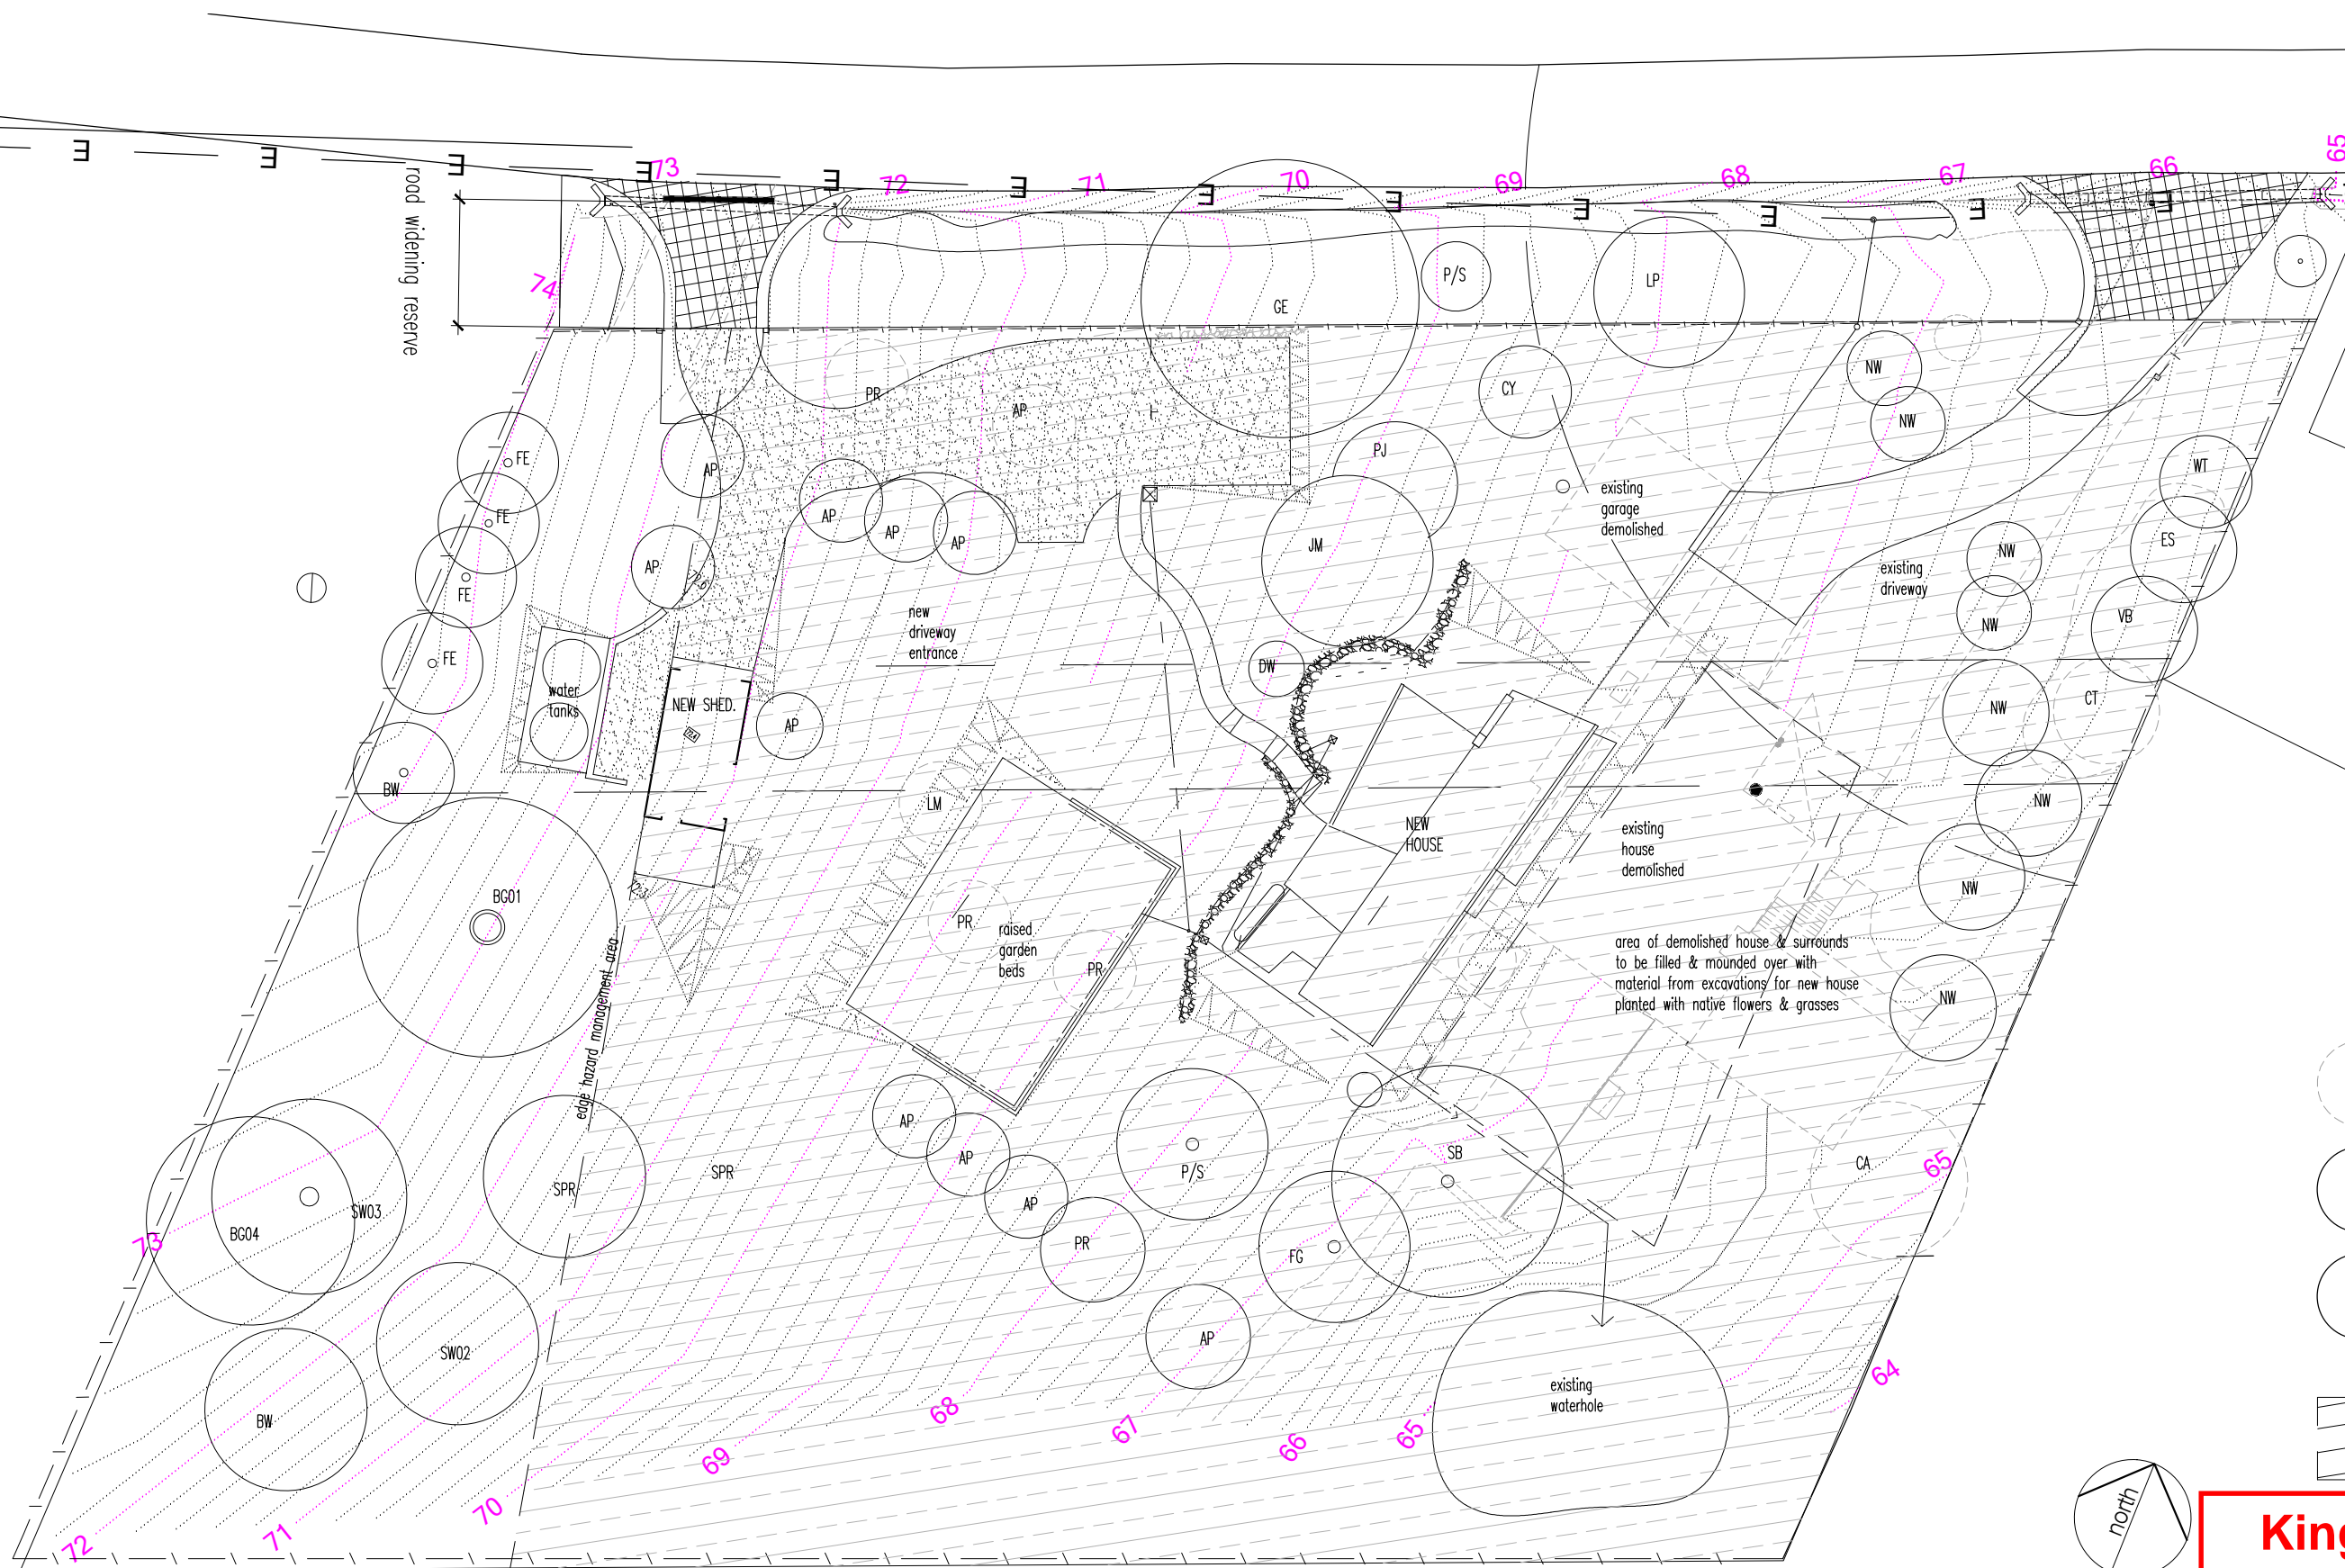 E E E E E E E E E E E E
73 72 71 70 69 68 67 66 65
road widening reserve
74
GE
P/S
LP
CY
NW
NW
PR
AP
PJ
JM
FE
FE
FE
FE
BW
AP
AP
AP
AP
AP
WT
ES
VB
CT
NW
NW
NW
NW
NW
NW
existing
garage
demolished
existing
driveway
new
driveway
entrance
water
tanks
NEW SHED.
AP
DW
LM
NEW
HOUSE
existing
house
demolished
BG01
PR
PR
raised
garden
beds
edge hazard management area
area of demolished house & surrounds
to be filled & mounded over with
material from excavations for new house
planted with native flowers & grasses
BG04
SW03
SPR
SPR
AP
AP
AP
PR
P/S
SB
FG
CA
65
73
SW02
BW
AP
existing
waterhole
64
72
71
70
69
68
67
66
65
north
King